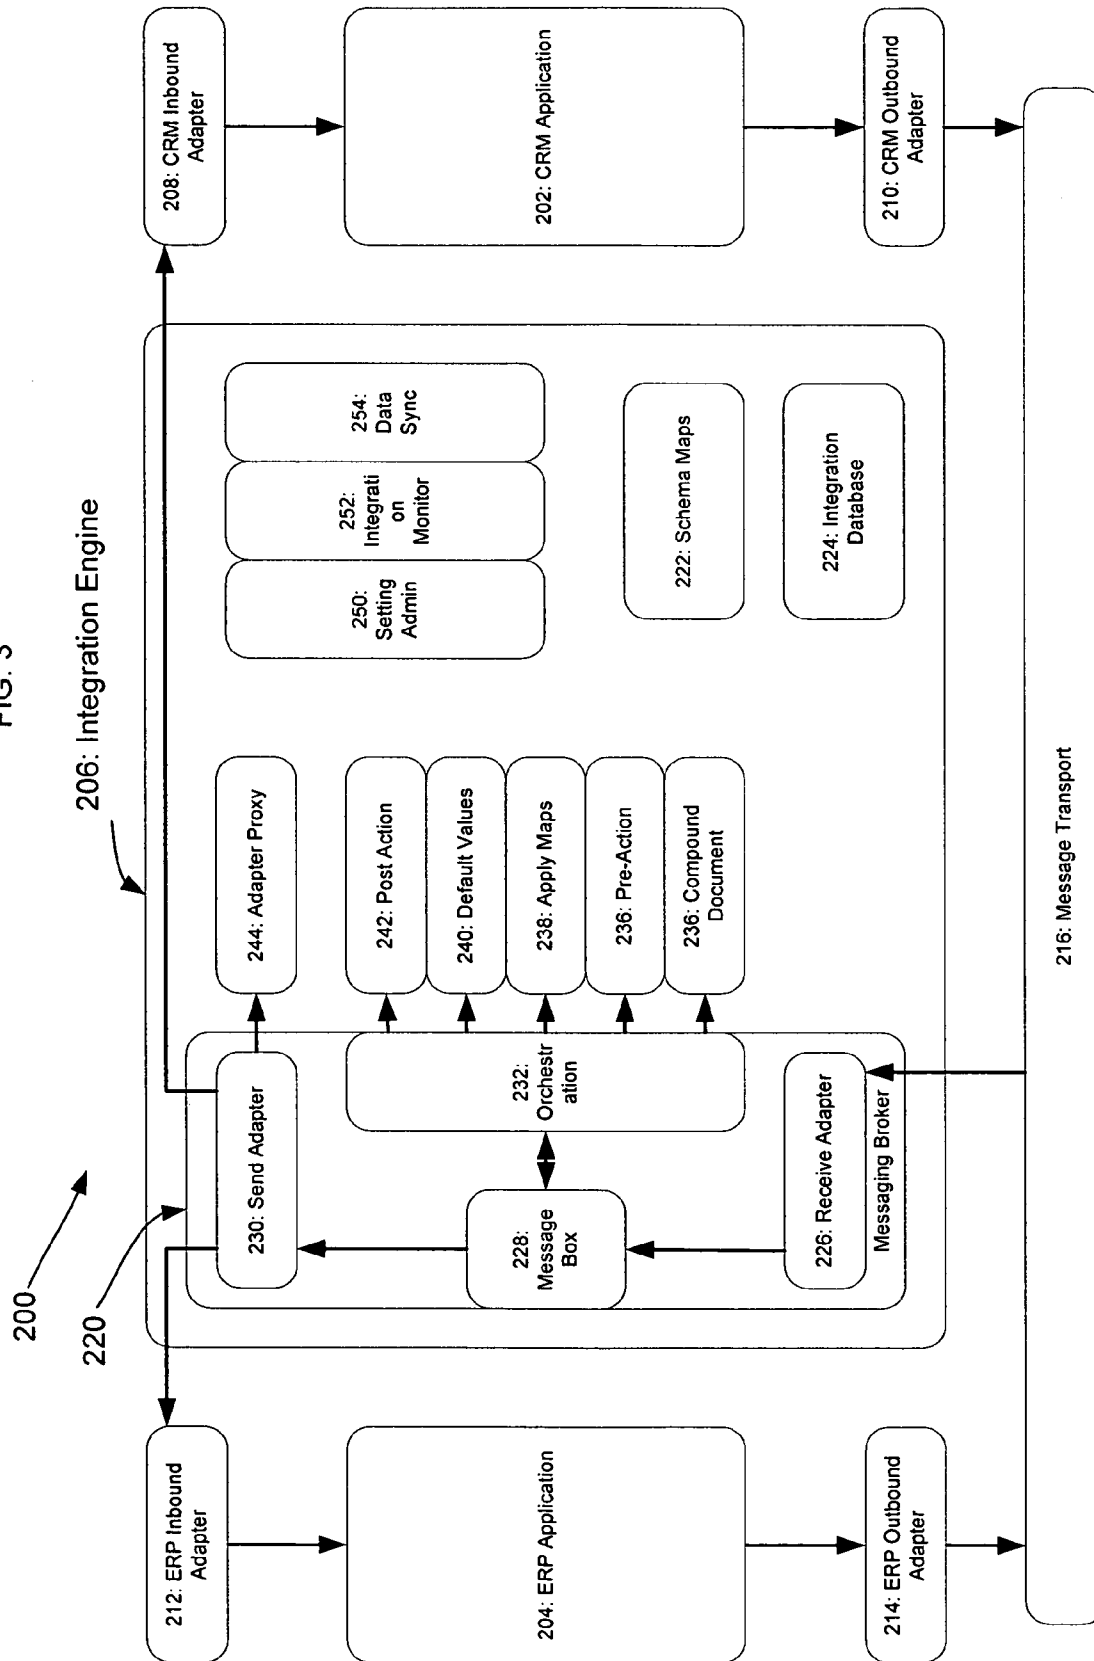 FIG. 3
200
220
206: Integration Engine
212: ERP Inbound
Adapter
204: ERP Application
214: ERP Outbound
Adapter
230: Send Adapter
228:
Message
Box
226: Receive Adapter
Messaging Broker
232:
Orchestr
ation
244: Adapter Proxy
242: Post Action
240: Default Values
238: Apply Maps
236: Pre-Action
236: Compound
Document
250:
Setting
Admin
252:
Integrati
on
Monitor
254:
Data
Sync
222: Schema Maps
224: Integration
Database
208: CRM Inbound
Adapter
202: CRM Application
210: CRM Outbound
Adapter
216: Message Transport